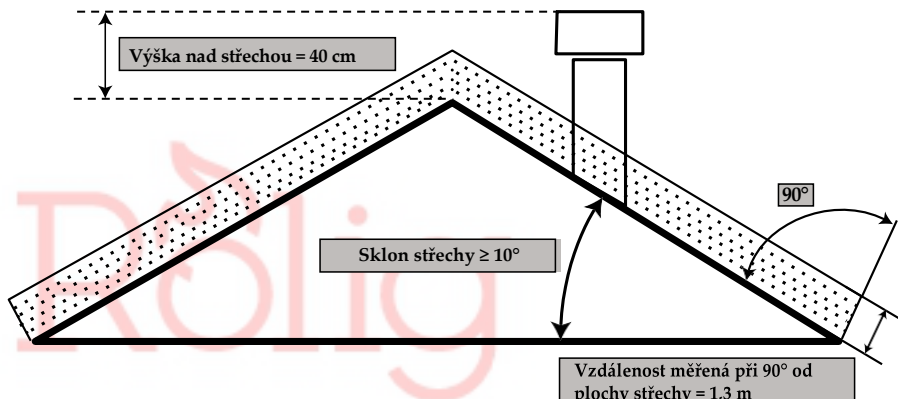 Výška nad střechou = 40 cm
90°
Rölig
Sklon střechy ≥ 10°
Vzdálenost měřená při 90° od
plochy střechy = 1,3 m